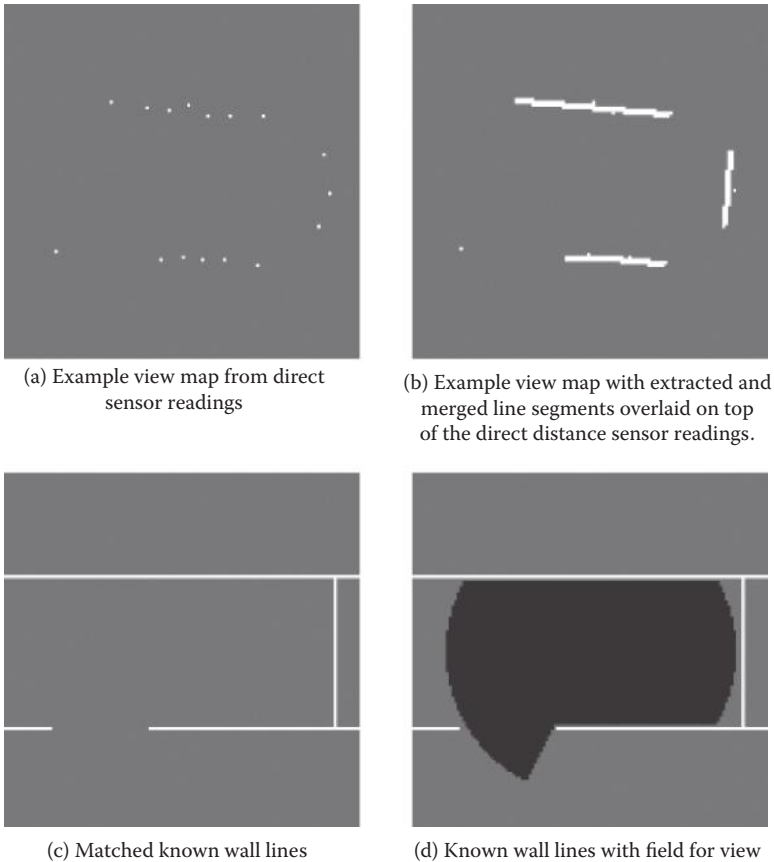 (a) Example view map from direct
sensor readings
(b) Example view map with extracted and
merged line segments overlaid on top
of the direct distance sensor readings.
(c) Matched known wall lines
(d) Known wall lines with field for view